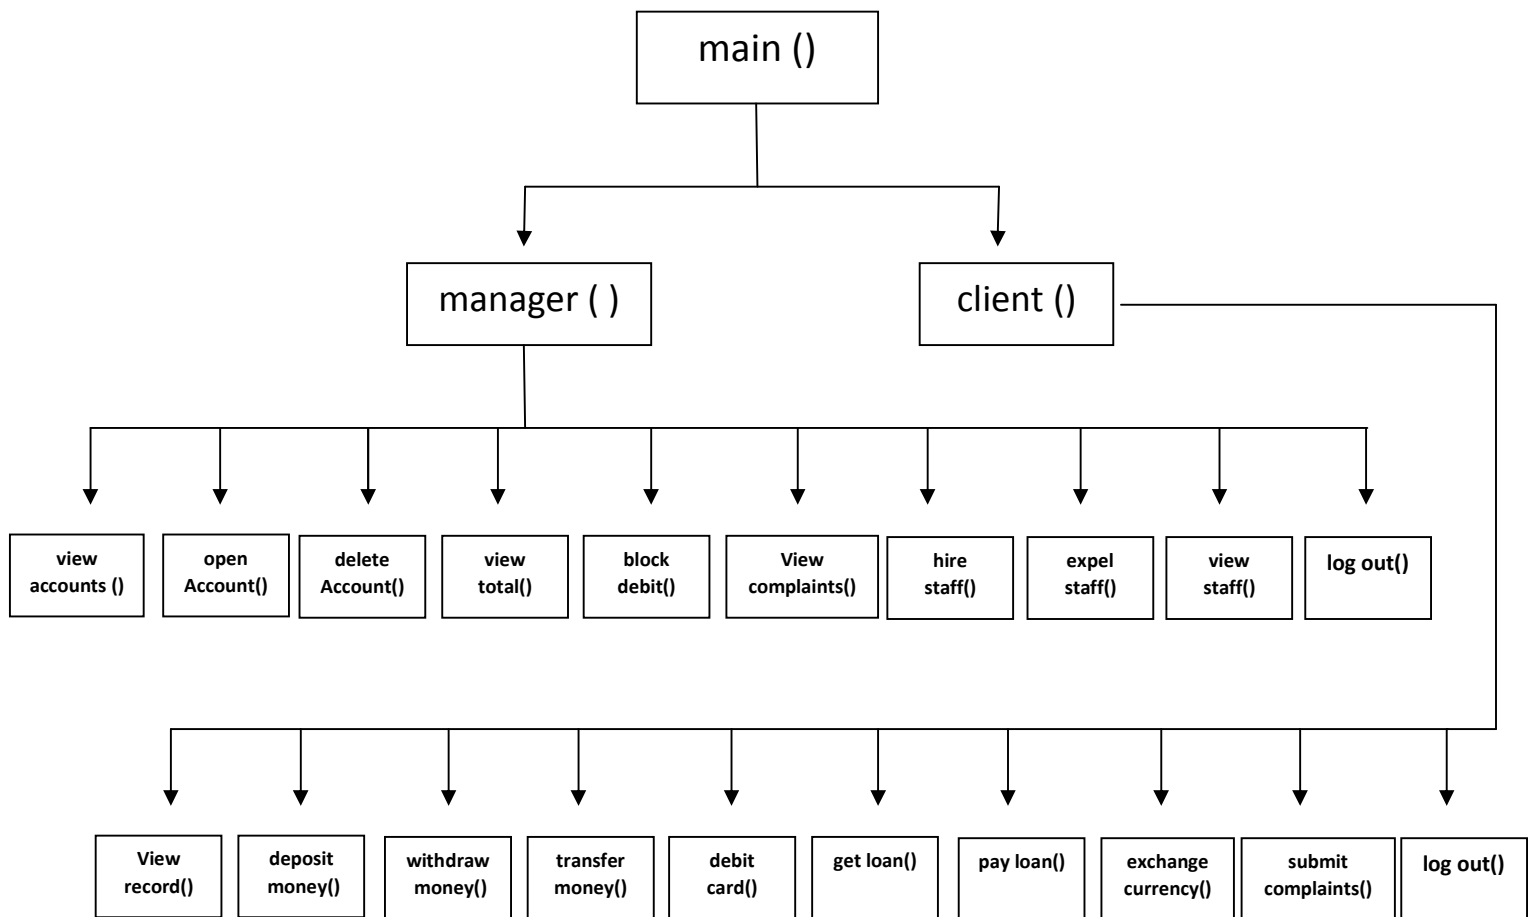 main ()
manager ( )
client ()
view
accounts ()
open
Account()
delete
Account()
view
total()
block
debit()
View
complaints()
hire
staff()
expel
staff()
view
staff()
log out()
View
record()
deposit
money()
withdraw
money()
transfer
money()
debit
card()
get loan()
pay loan()
exchange
currency()
submit
complaints()
log out()